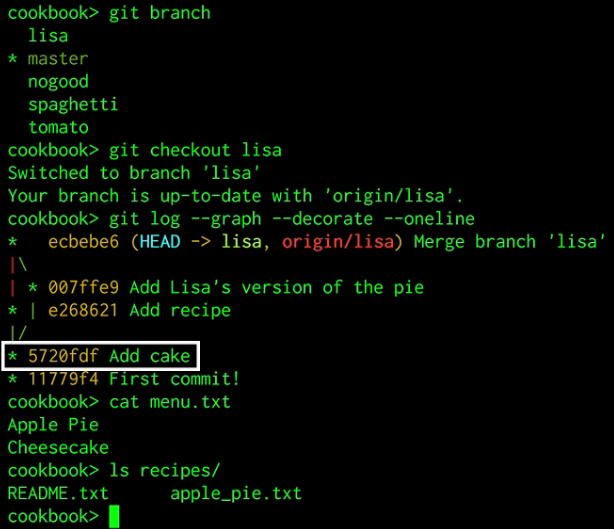 cookbook> git branch
  lisa
* master
  nogood
  spaghetti
  tomato
cookbook> git checkout lisa
Switched to branch 'lisa'
Your branch is up-to-date with 'origin/lisa'.
cookbook> git log --graph --decorate --oneline
*   ecbebe6 (HEAD -> lisa, origin/lisa) Merge branch 'lisa'
|\
| * 007ffe9 Add Lisa's version of the pie
* | e268621 Add recipe
|/
* 5720fdf Add cake
* 11779f4 First commit!
cookbook> cat menu.txt
Apple Pie
Cheesecake
cookbook> ls recipes/
README.txt      apple_pie.txt
cookbook>